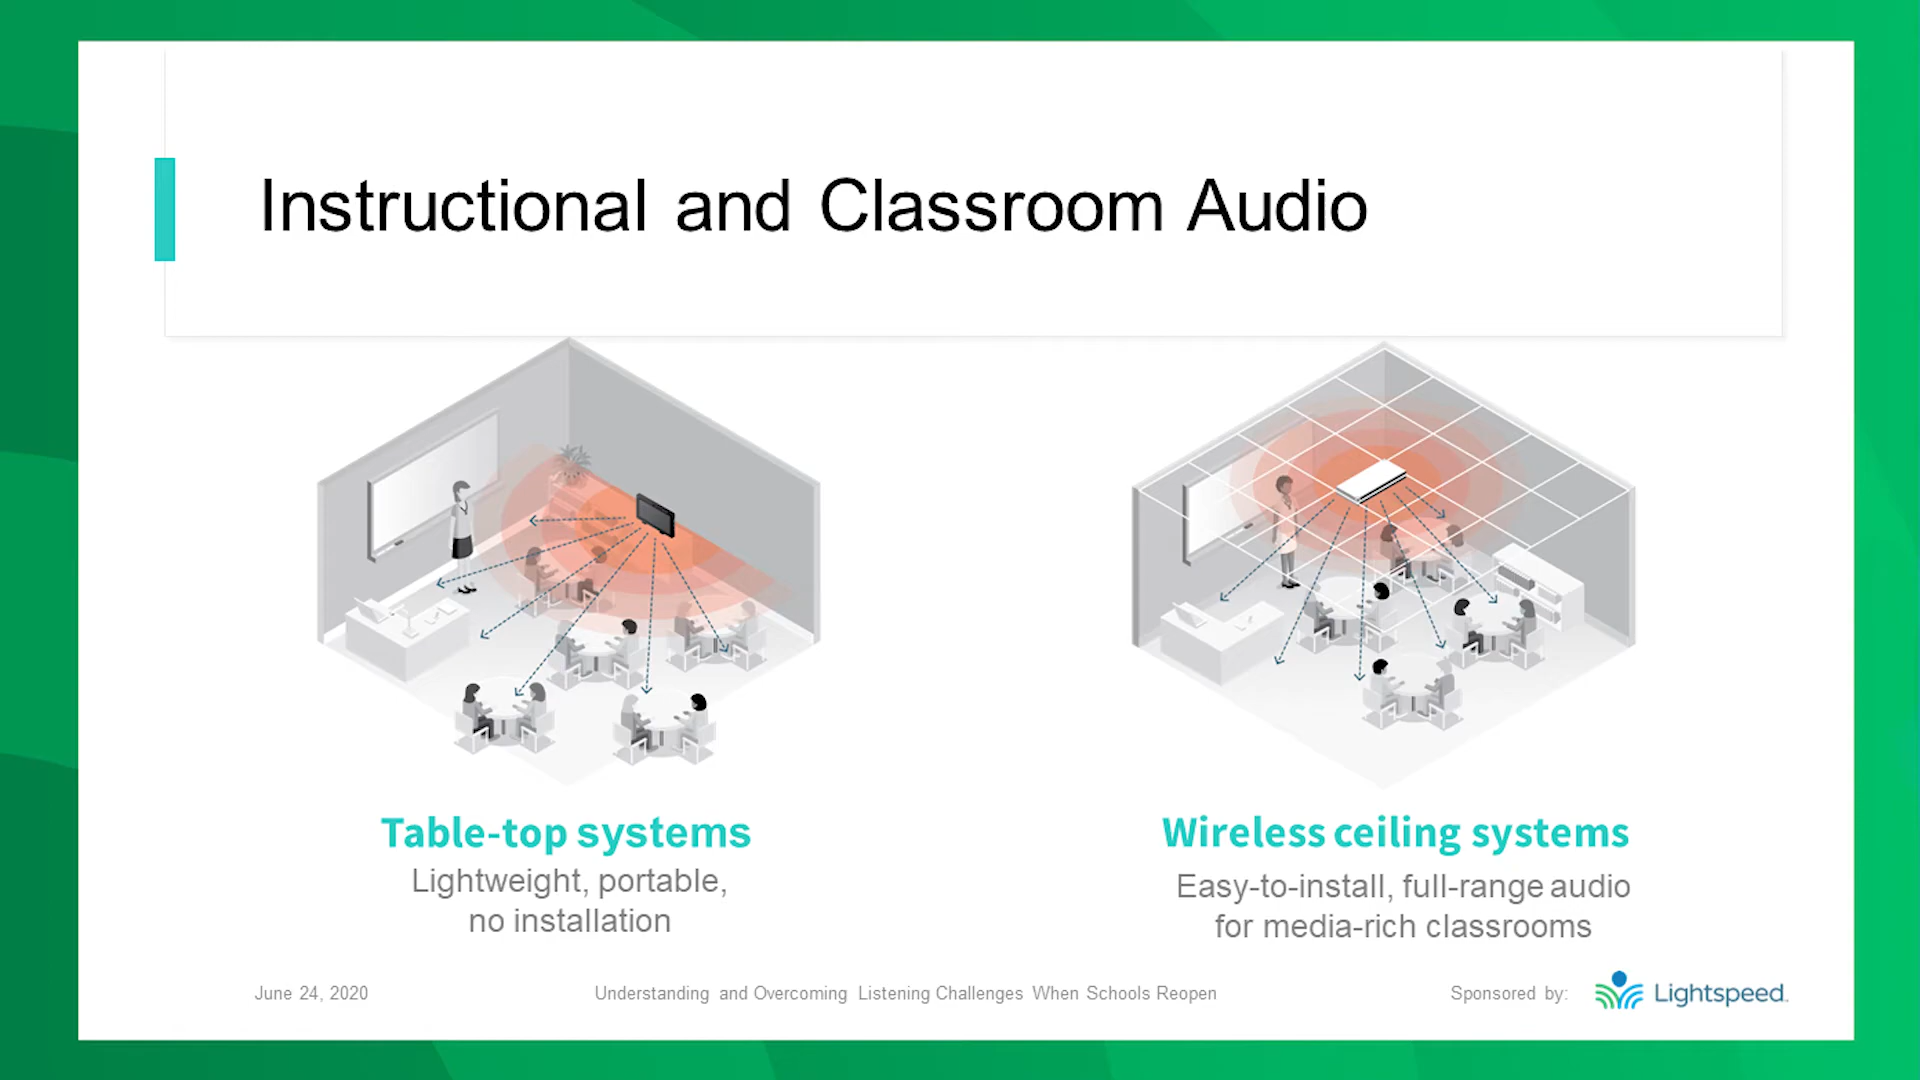 Instructional and Classroom Audio
Table-top systems
Lightweight, portable,
no installation
Wireless ceiling systems
Easy-to-install, full-range audio
for media-rich classrooms
June 24, 2020
Understanding and Overcoming Listening Challenges When Schools Reopen
Sponsored by:
Lightspeed